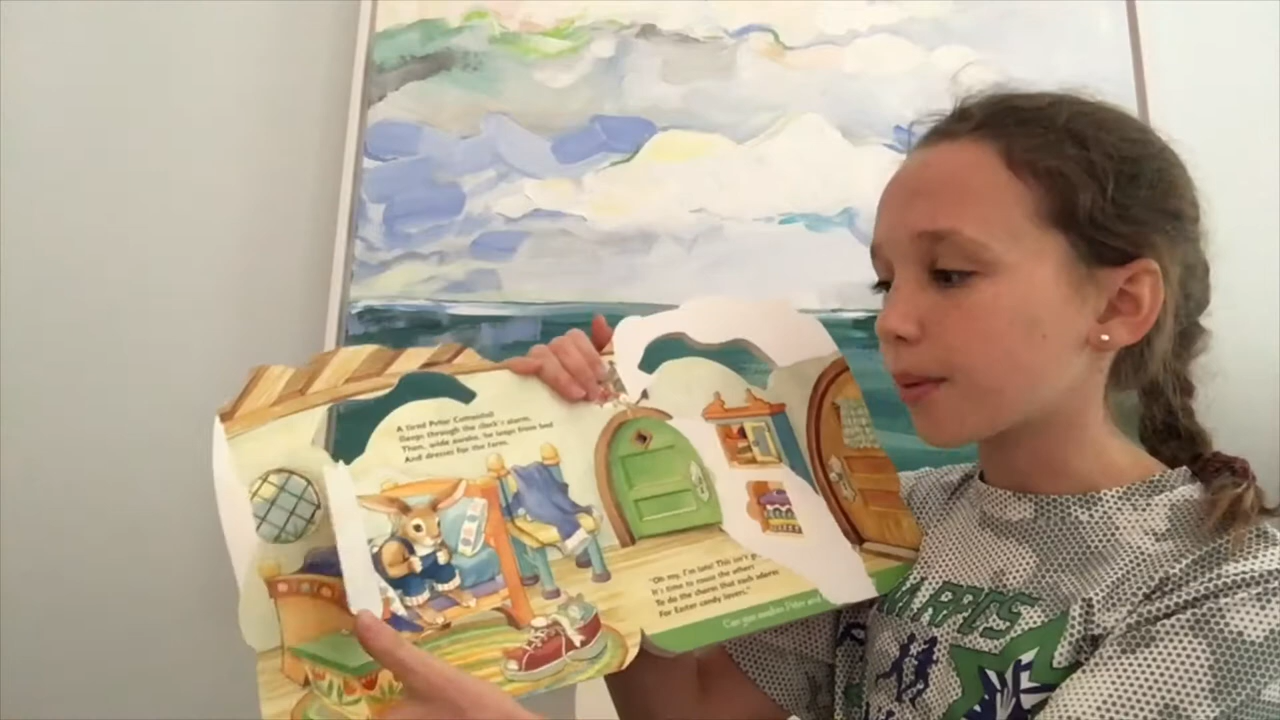 A tired Peter Cottontail
Sleeps through the clock's alarm.
Then, wide awake, he leaps from bed
And dresses for the farm.
"Oh my, I'm late! This isn't
It's time to rouse the others
To do the chores that each adores
For Easter candy lovers."
Can you awaken Peter and